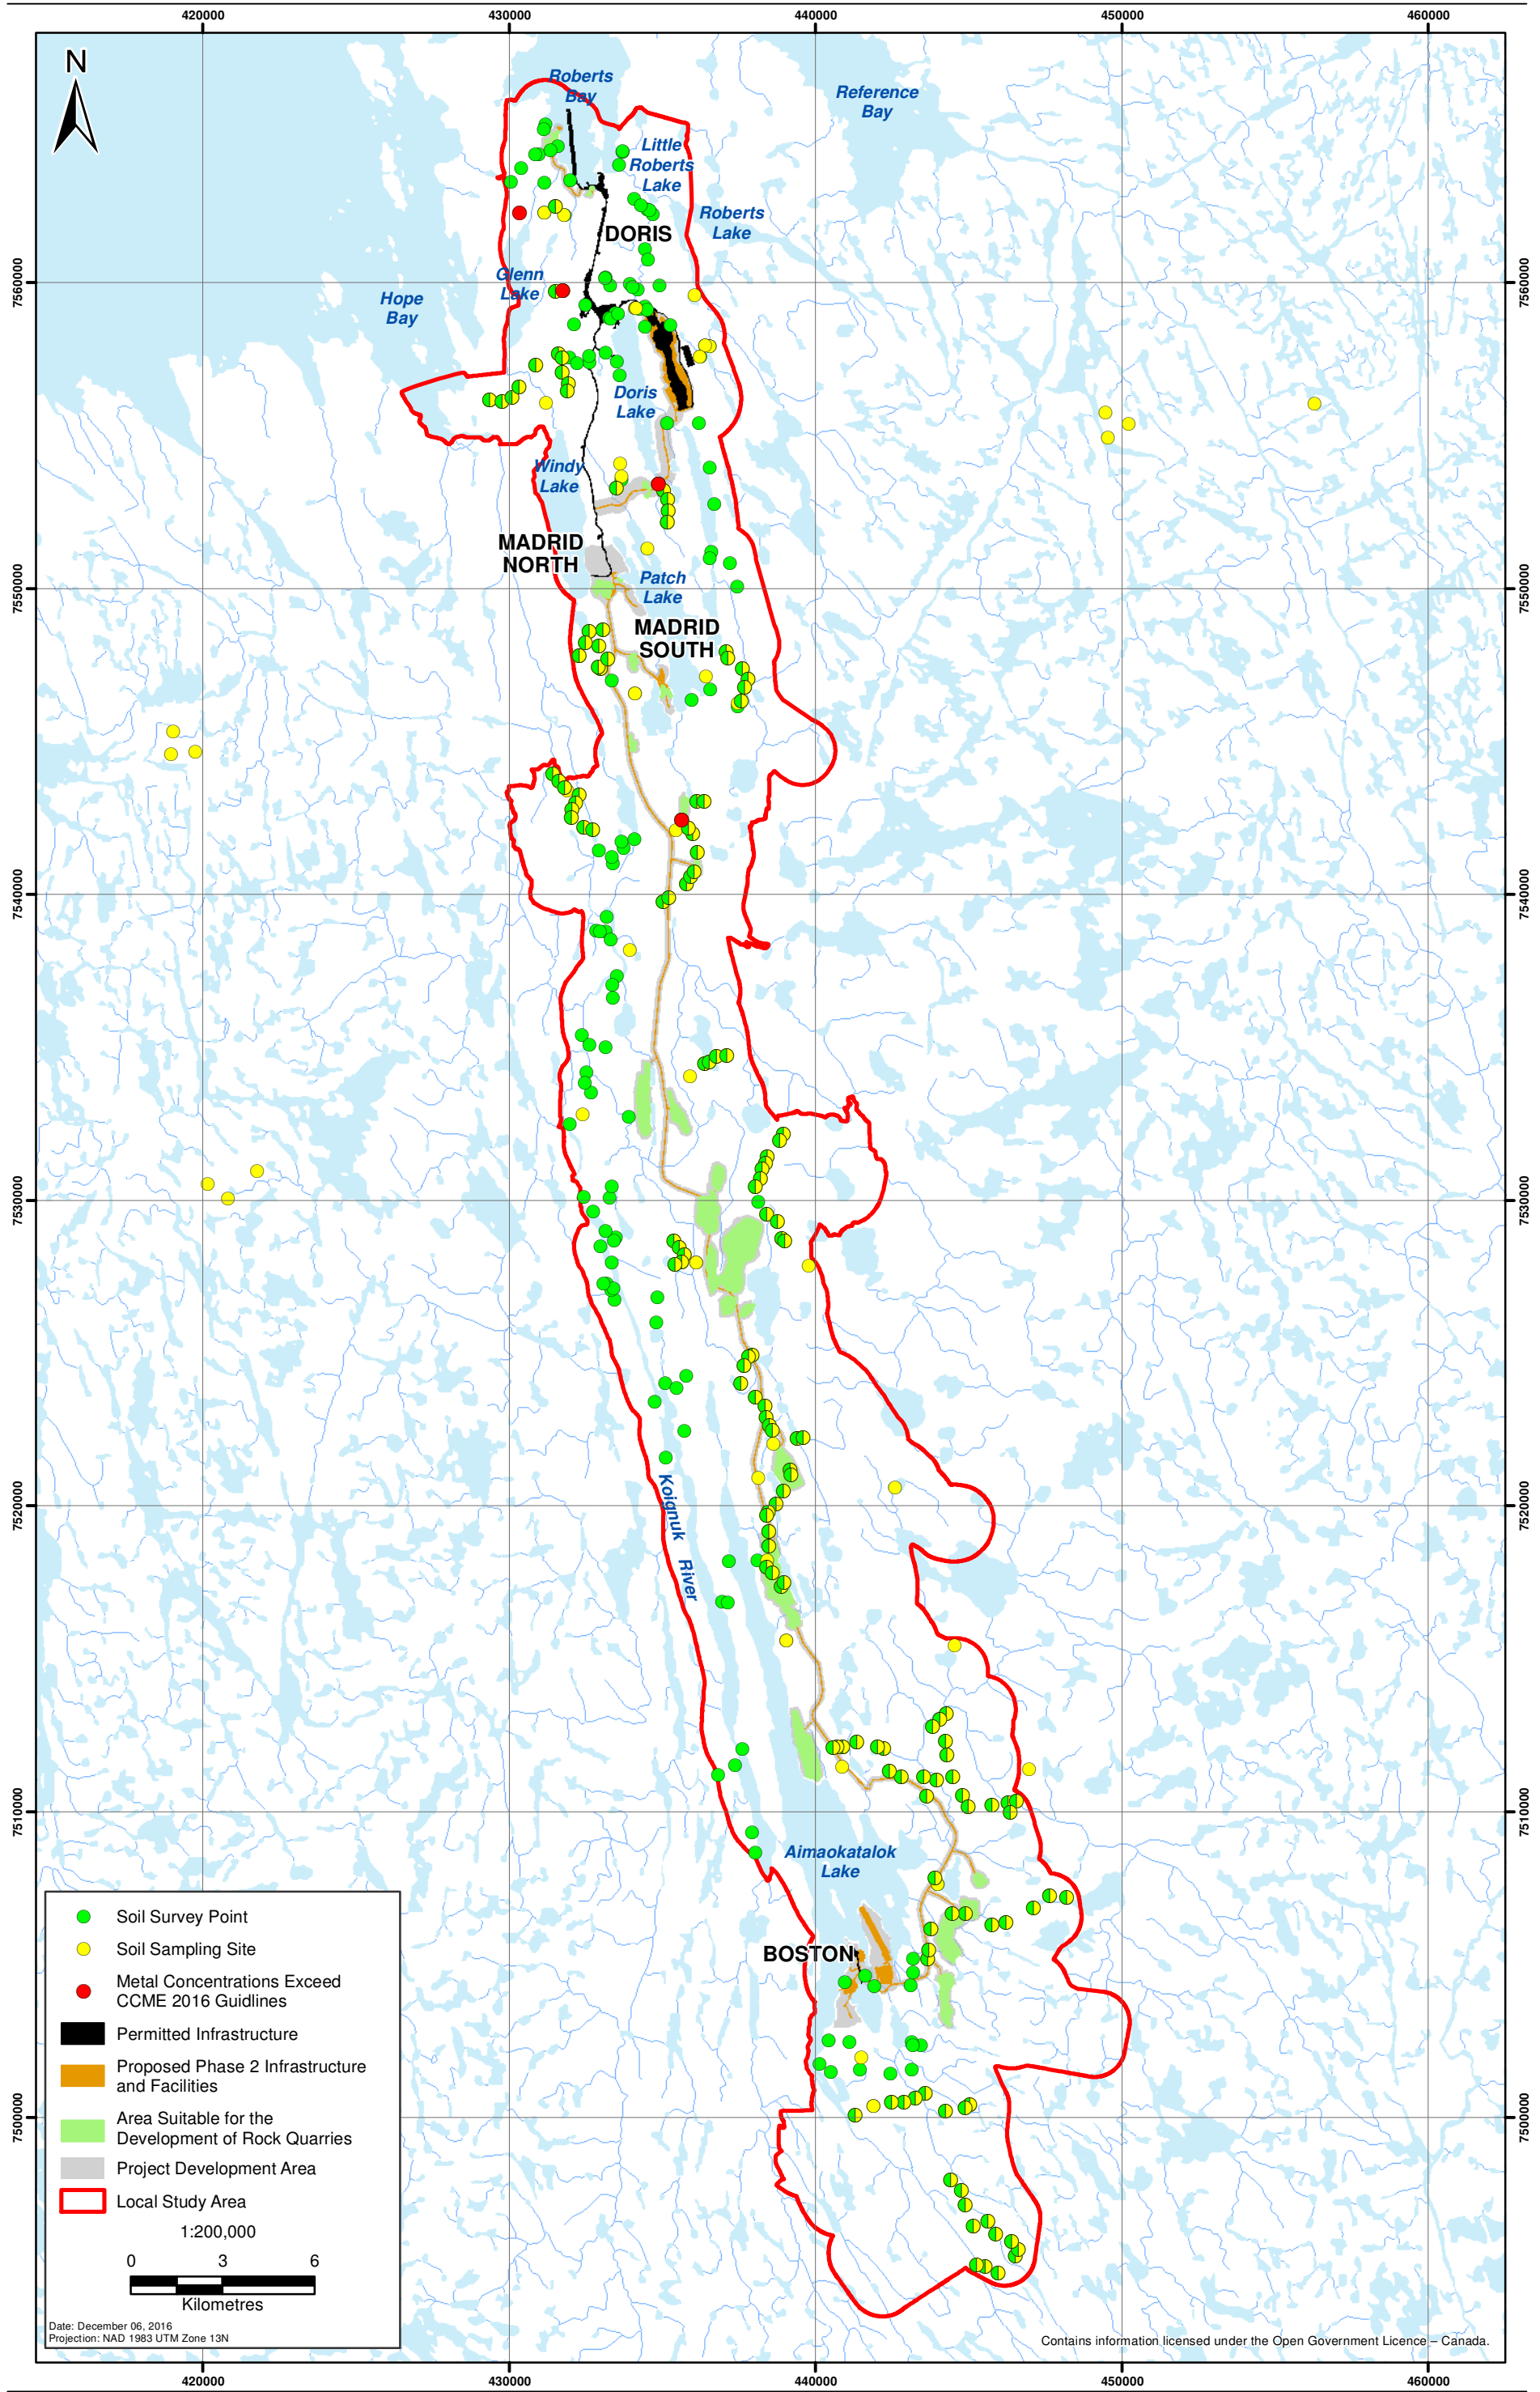 420000
430000
440000
450000
460000
N
Roberts
Bay
Reference
Bay
Little
Roberts
Lake
Roberts
Lake
DORIS
Glenn
Lake
Hope
Bay
7560000
7560000
Doris
Lake
Windy
Lake
MADRID
NORTH
Patch
Lake
7550000
7550000
MADRID
SOUTH
7540000
7540000
7530000
7530000
Koignuk
River
7520000
7520000
7510000
7510000
Aimaokatalok
Lake
BOSTON
7500000
7500000
Soil Survey Point
Soil Sampling Site
Metal Concentrations Exceed
CCME 2016 Guidlines
Permitted Infrastructure
Proposed Phase 2 Infrastructure
and Facilities
Area Suitable for the
Development of Rock Quarries
Project Development Area
Local Study Area
1:200,000
0 3 6
Kilometres
Date: December 06, 2016
Projection: NAD 1983 UTM Zone 13N
Contains information licensed under the Open Government Licence – Canada.
420000
430000
440000
450000
460000